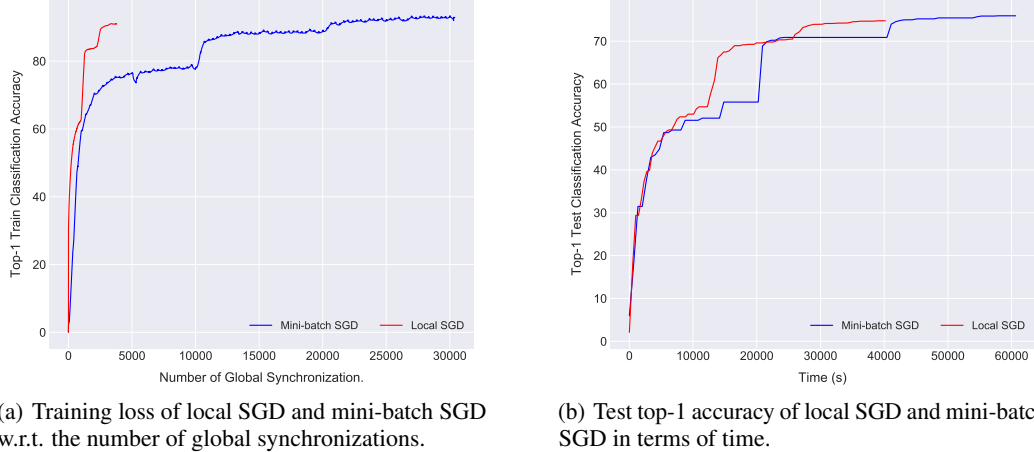 Top-1 Train Classification Accuracy
80
60
40
20
0
Mini-batch SGD Local SGD
0 5000 10000 15000 20000 25000 30000
Number of Global Synchronization.
(a) Training loss of local SGD and mini-batch SGD
w.r.t. the number of global synchronizations.
Top-1 Test Classification Accuracy
70
60
50
40
30
20
10
0
Mini-batch SGD Local SGD
0 10000 20000 30000 40000 50000 60000
Time (s)
(b) Test top-1 accuracy of local SGD and mini-batc
SGD in terms of time.